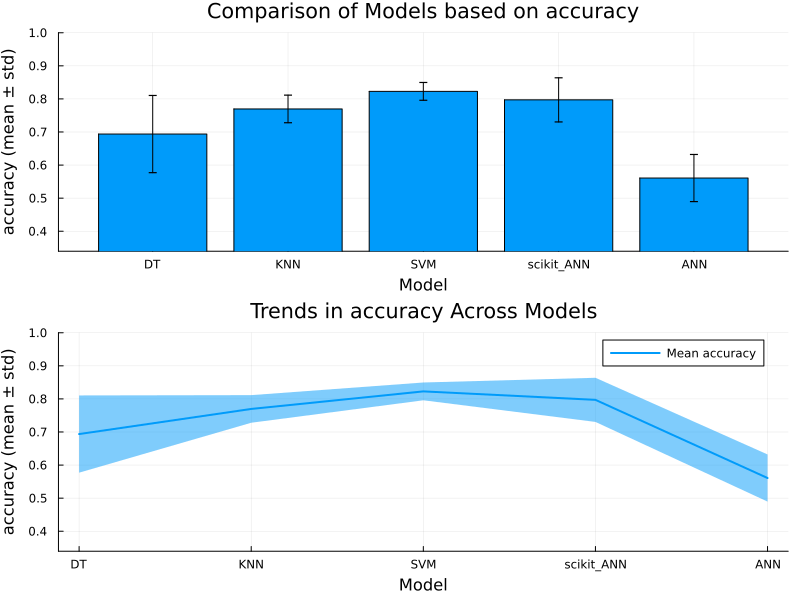 Comparison of Models based on accuracy
accuracy (mean ± std)
1.0
0.9
0.8
0.7
0.6
0.5
0.4
DT KNN SVM scikit_ANN ANN
Model
Trends in accuracy Across Models
accuracy (mean ± std)
1.0
0.9
0.8
0.7
0.6
0.5
0.4
Mean accuracy
DT KNN SVM scikit_ANN ANN
Model